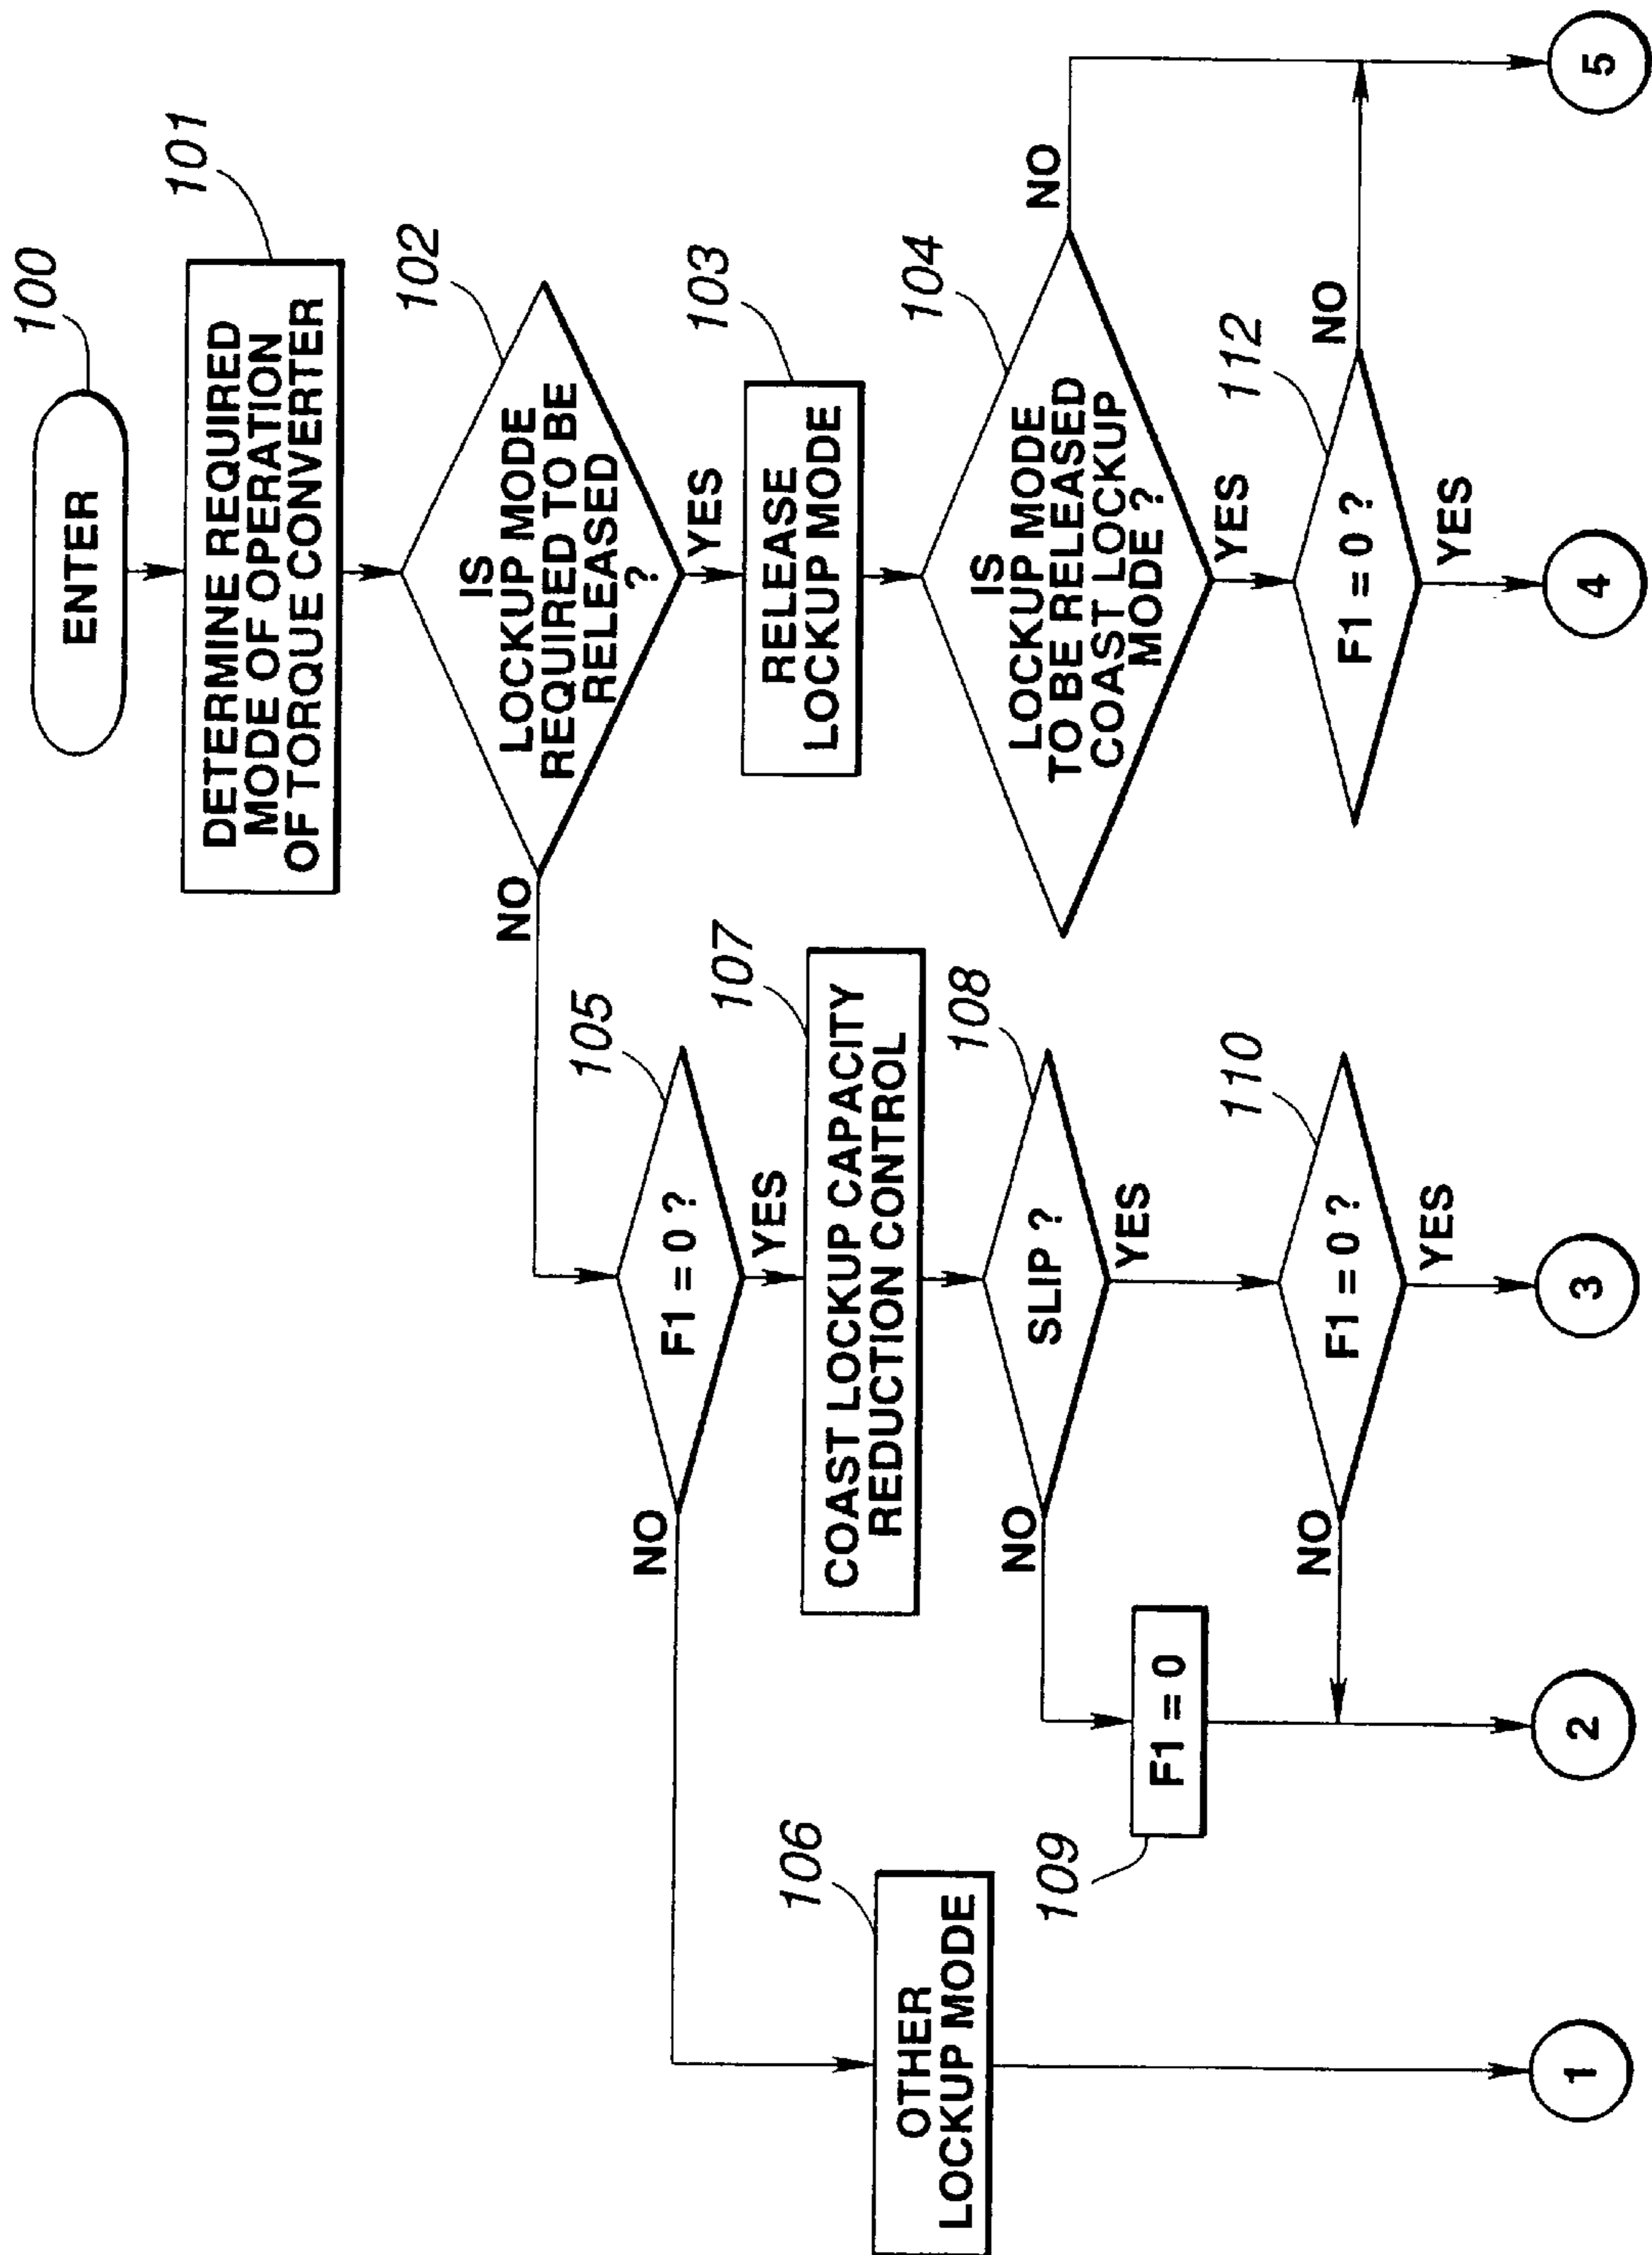 100
ENTER
101
DETERMINE REQUIRED
MODE OF OPERATION
OF TORQUE CONVERTER
102
IS
LOCKUP MODE
REQUIRED TO BE
RELEASED
?
NO
YES
103
RELEASE
LOCKUP MODE
104
IS
LOCKUP MODE
TO BE RELEASED
COAST LOCKUP
MODE ?
NO
YES
112
F1 = 0 ?
NO
YES
105
F1 = 0 ?
NO
YES
107
COAST LOCKUP CAPACITY
REDUCTION CONTROL
108
SLIP ?
NO
YES
106
OTHER
LOCKUP MODE
109
F1 = 0
110
F1 = 0 ?
NO
YES
1
2
3
4
5